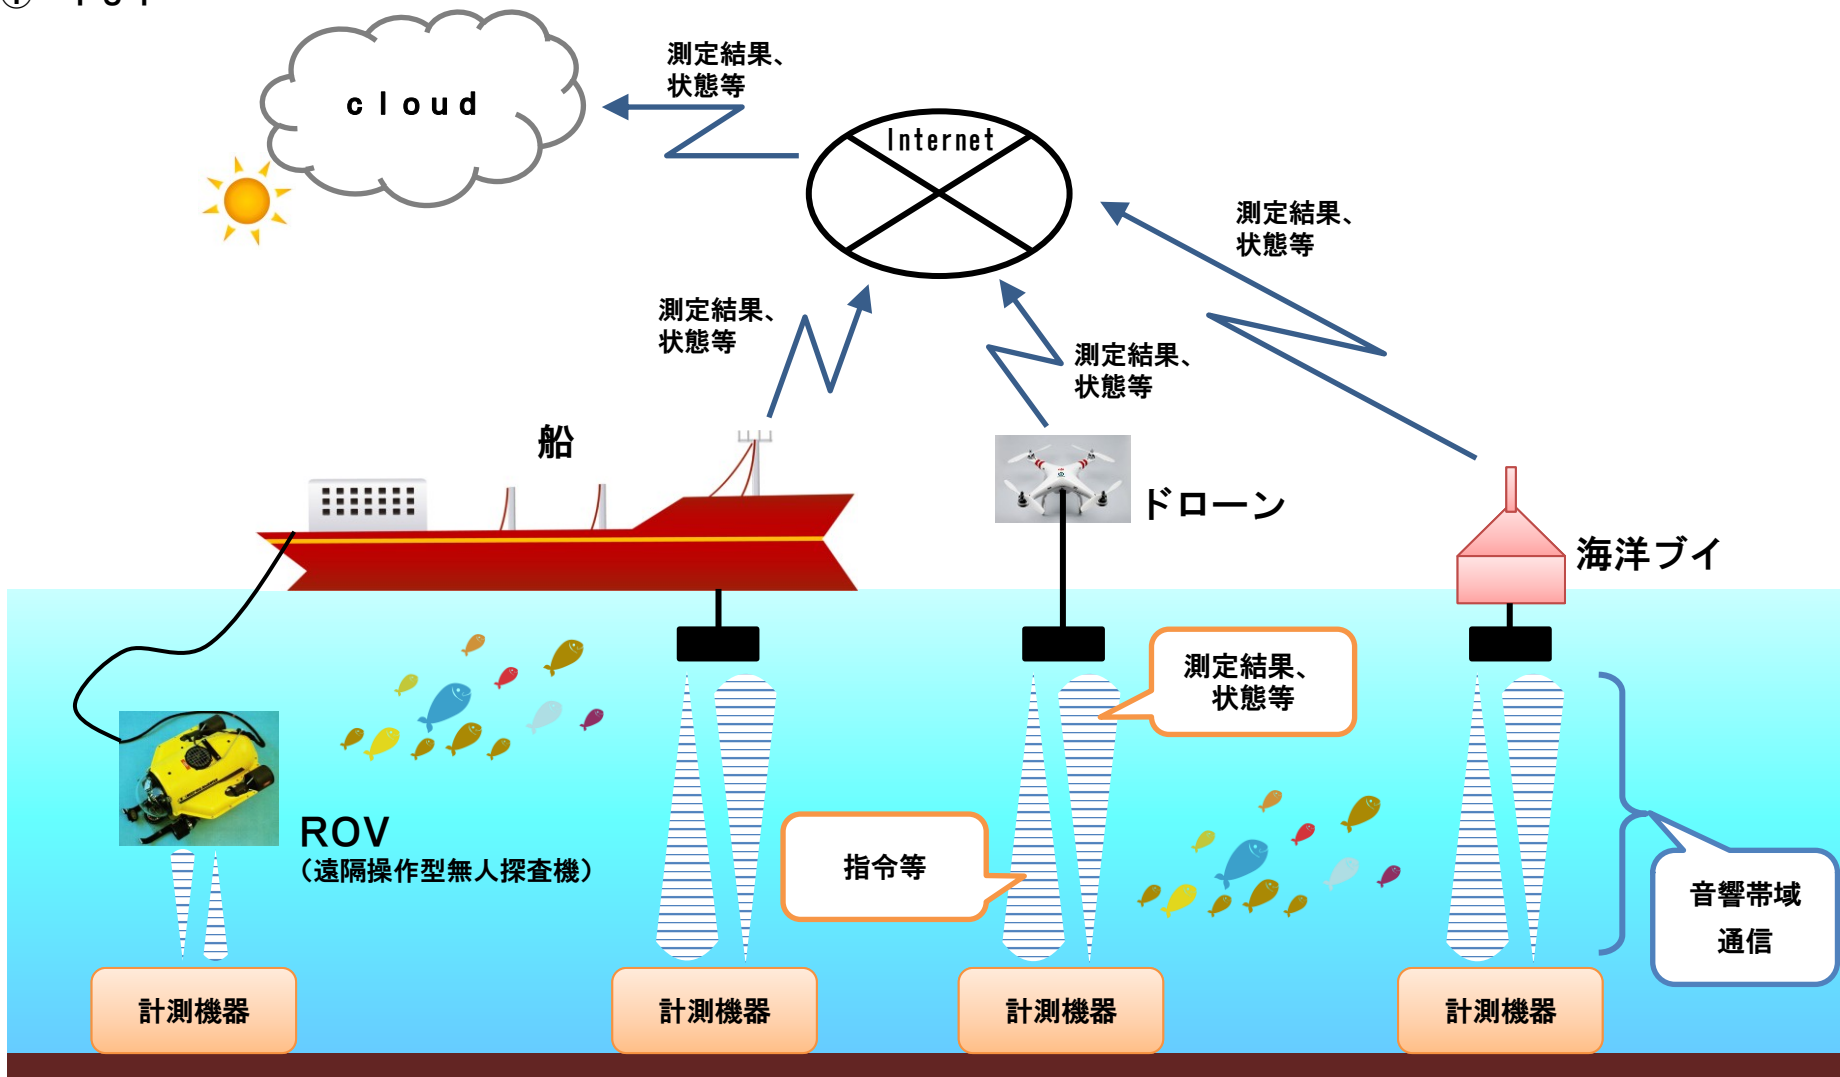 cloud
測定結果、
状態等
Internet
測定結果、
状態等
測定結果、
状態等
測定結果、
状態等
船
ドローン
海洋ブイ
測定結果、
状態等
ROV
(遠隔操作型無人探査機)
指令等
音響帯域
通信
計測機器
計測機器
計測機器
計測機器